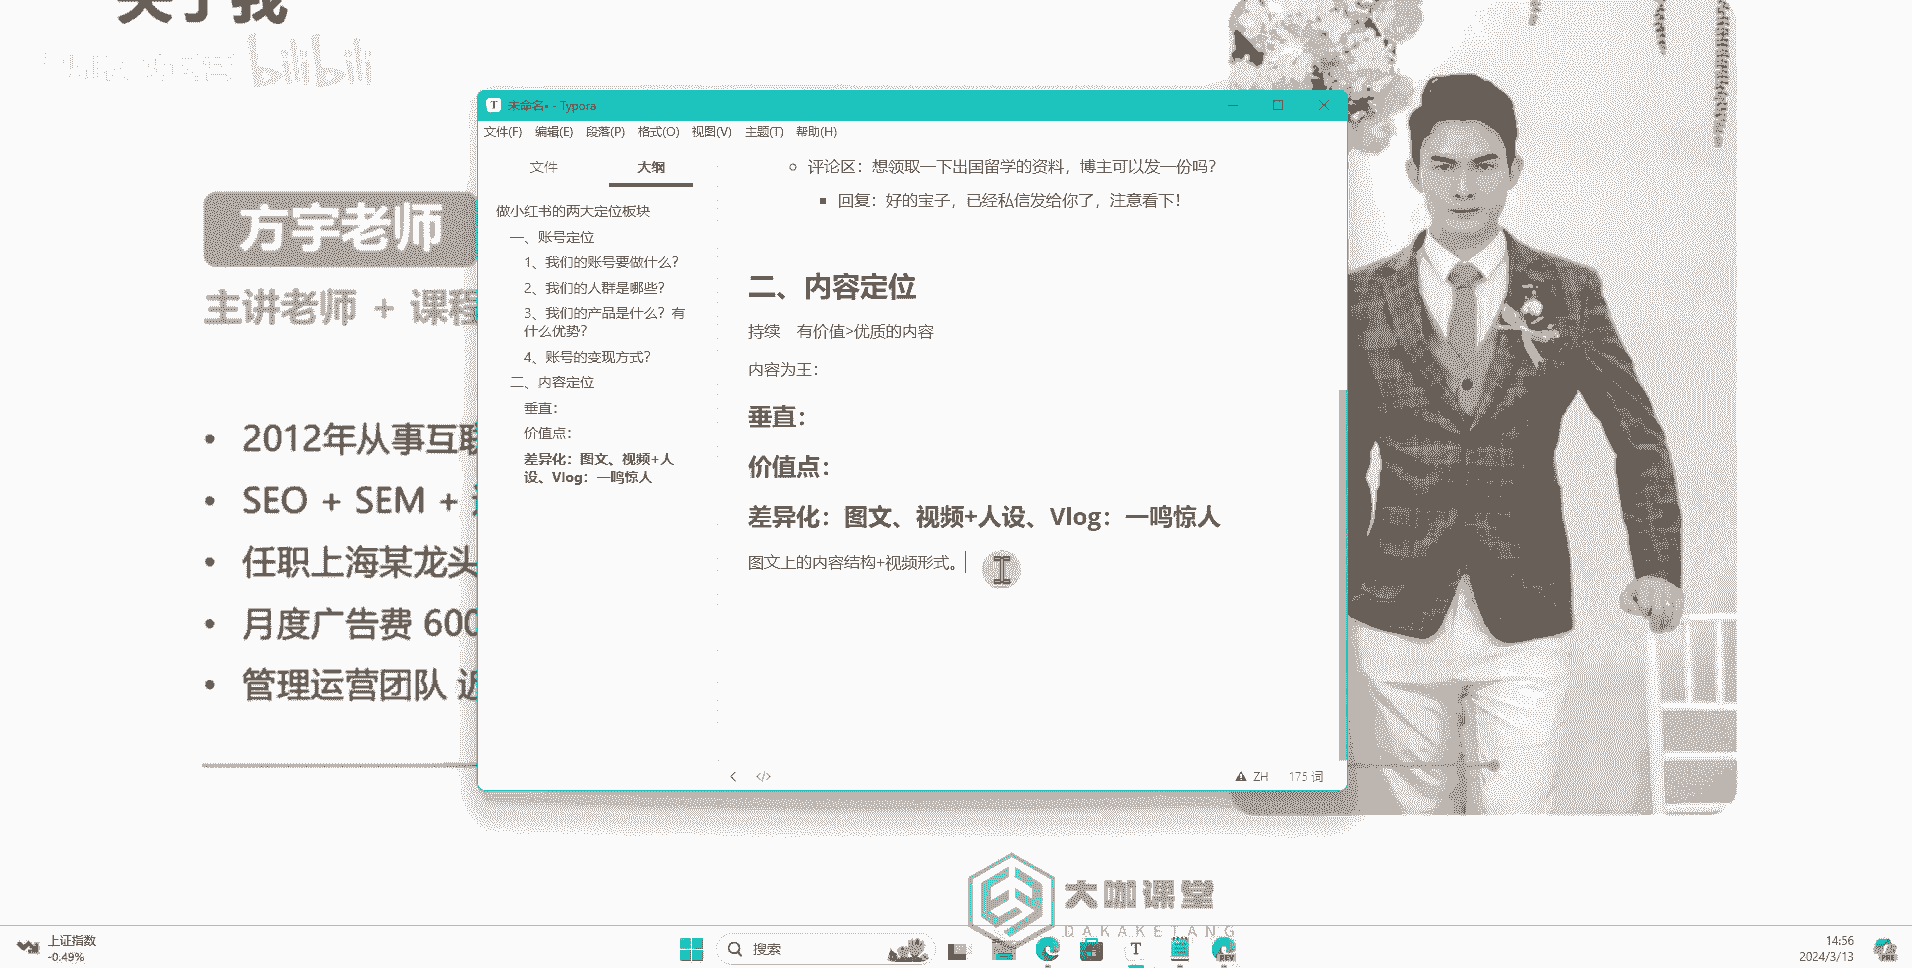 关于我
bilibili
未命名• - Typora
文件(F) 编辑(E) 段落(P) 格式(O) 视图(V) 主题(T) 帮助(H)
文件 大纲
做小红书的两大定位板块
一、账号定位
1、我们的账号要做什么？
2、我们的人群是哪些？
3、我们的产品是什么？有
什么优势？
4、账号的变现方式？
二、内容定位
垂直：
价值点：
差异化：图文、视频+人
设、Vlog：一鸣惊人
评论区：想领取一下出国留学的资料，博主可以发一份吗？
回复：好的宝子，已经私信发给你了，注意看下！
二、内容定位
持续 有价值>优质的内容
内容为王：
垂直：
价值点：
差异化：图文、视频+人设、Vlog：一鸣惊人
图文上的内容结构+视频形式。
ZH 175 词
方宇老师
主讲老师 + 课程
2012年从事互联
SEO + SEM +
任职上海某龙头
月度广告费 600
管理运营团队 近
大咖课堂
DAKAKETANG
上证指数
-0.49%
搜索
14:56
2024/3/13